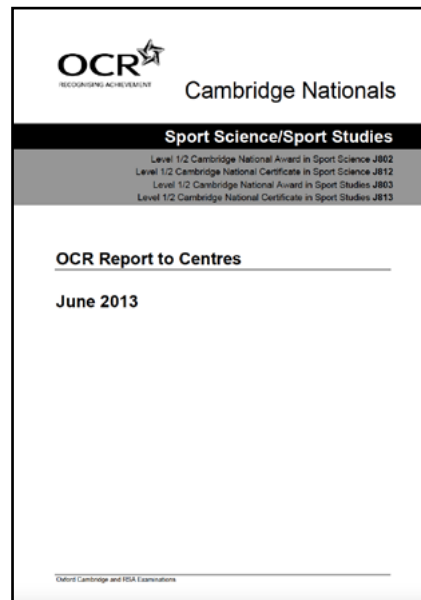 OCR
RECOGNISING ACHIEVEMENT
Cambridge Nationals
Sport Science/Sport Studies
Level 1/2 Cambridge National Award in Sport Science J802
Level 1/2 Cambridge National Certificate in Sport Science J812
Level 1/2 Cambridge National Award in Sport Studies J803
Level 1/2 Cambridge National Certificate in Sport Studies J813
OCR Report to Centres
June 2013
Oxford Cambridge and RSA Examinations